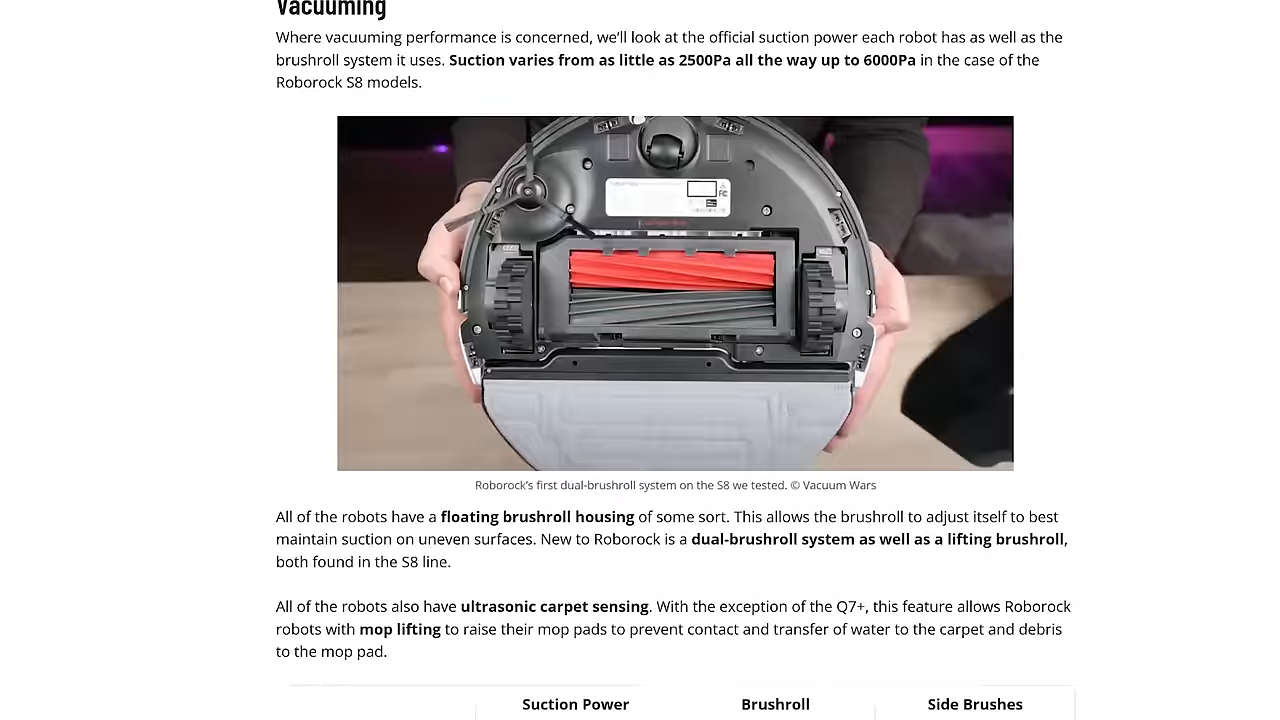 Vacuuming
Where vacuuming performance is concerned, we’ll look at the official suction power each robot has as well as the
brushroll system it uses. Suction varies from as little as 2500Pa all the way up to 6000Pa in the case of the
Roborock S8 models.
Roborock’s first dual-brushroll system on the S8 we tested. © Vacuum Wars
All of the robots have a floating brushroll housing of some sort. This allows the brushroll to adjust itself to best
maintain suction on uneven surfaces. New to Roborock is a dual-brushroll system as well as a lifting brushroll,
both found in the S8 line.
All of the robots also have ultrasonic carpet sensing. With the exception of the Q7+, this feature allows Roborock
robots with mop lifting to raise their mop pads to prevent contact and transfer of water to the carpet and debris
to the mop pad.
Suction Power Brushroll Side Brushes